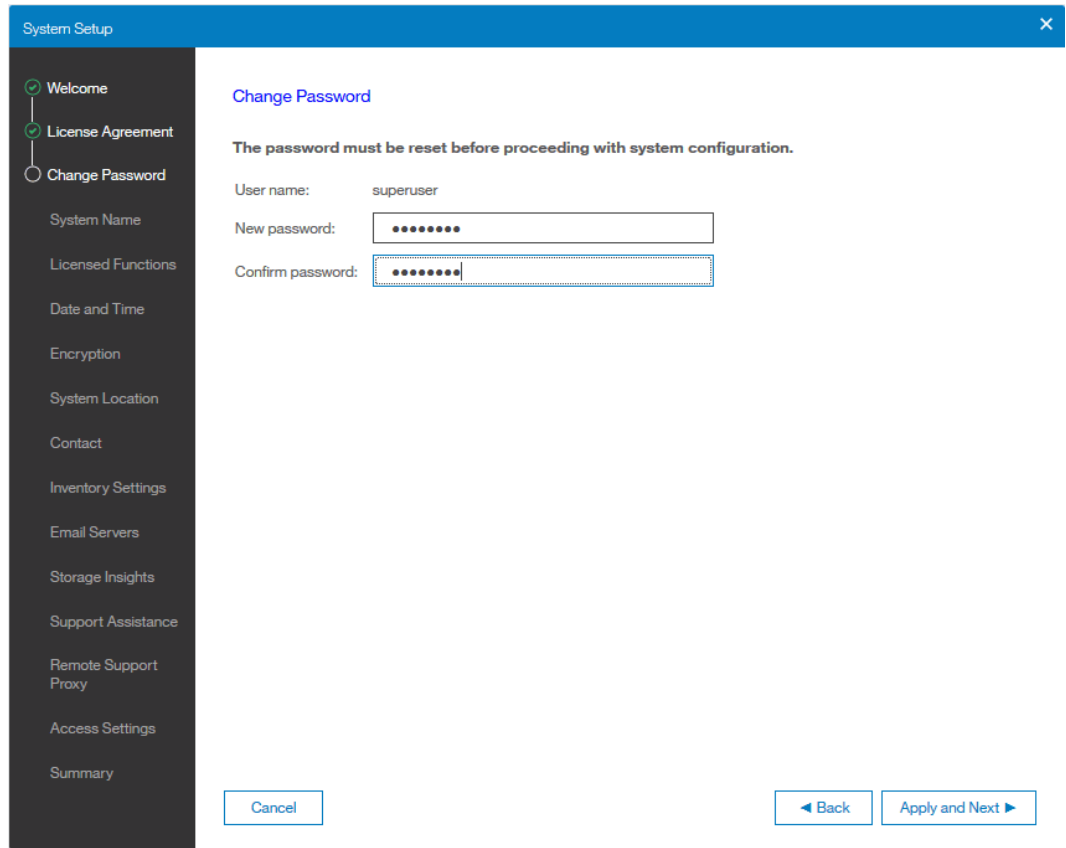 System Setup
Welcome
License Agreement
Change Password
System Name
Licensed Functions
Date and Time
Encryption
System Location
Contact
Inventory Settings
Email Servers
Storage Insights
Support Assistance
Remote Support
Proxy
Access Settings
Summary
Change Password
The password must be reset before proceeding with system configuration.
User name: superuser
New password: ●●●●●●●●
Confirm password: ●●●●●●●●
Cancel
◄ Back
Apply and Next ►